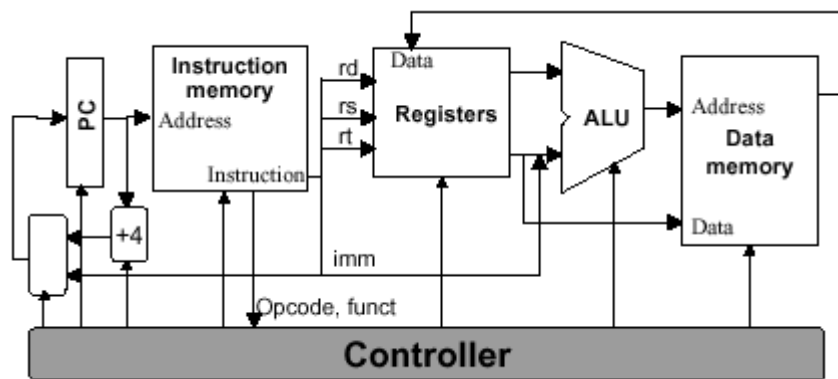 Instruction
memory
Address
Instruction
PC
+4
rd
rs
rt
imm
Opcode, funct
Data
Registers
ALU
Address
Data
memory
Data
Controller